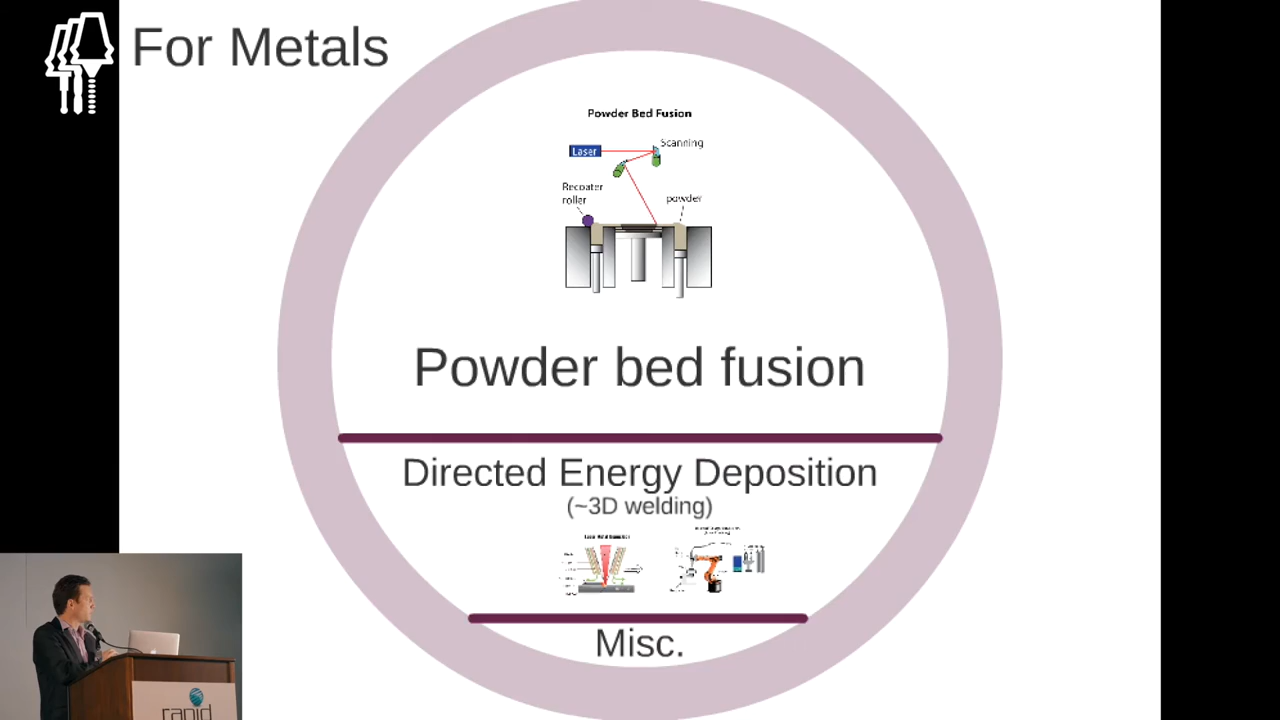 For Metals
Powder Bed Fusion
Laser
Scanning
Recoater
roller
powder
Powder bed fusion
Directed Energy Deposition
(~3D welding)
Misc.
rapid